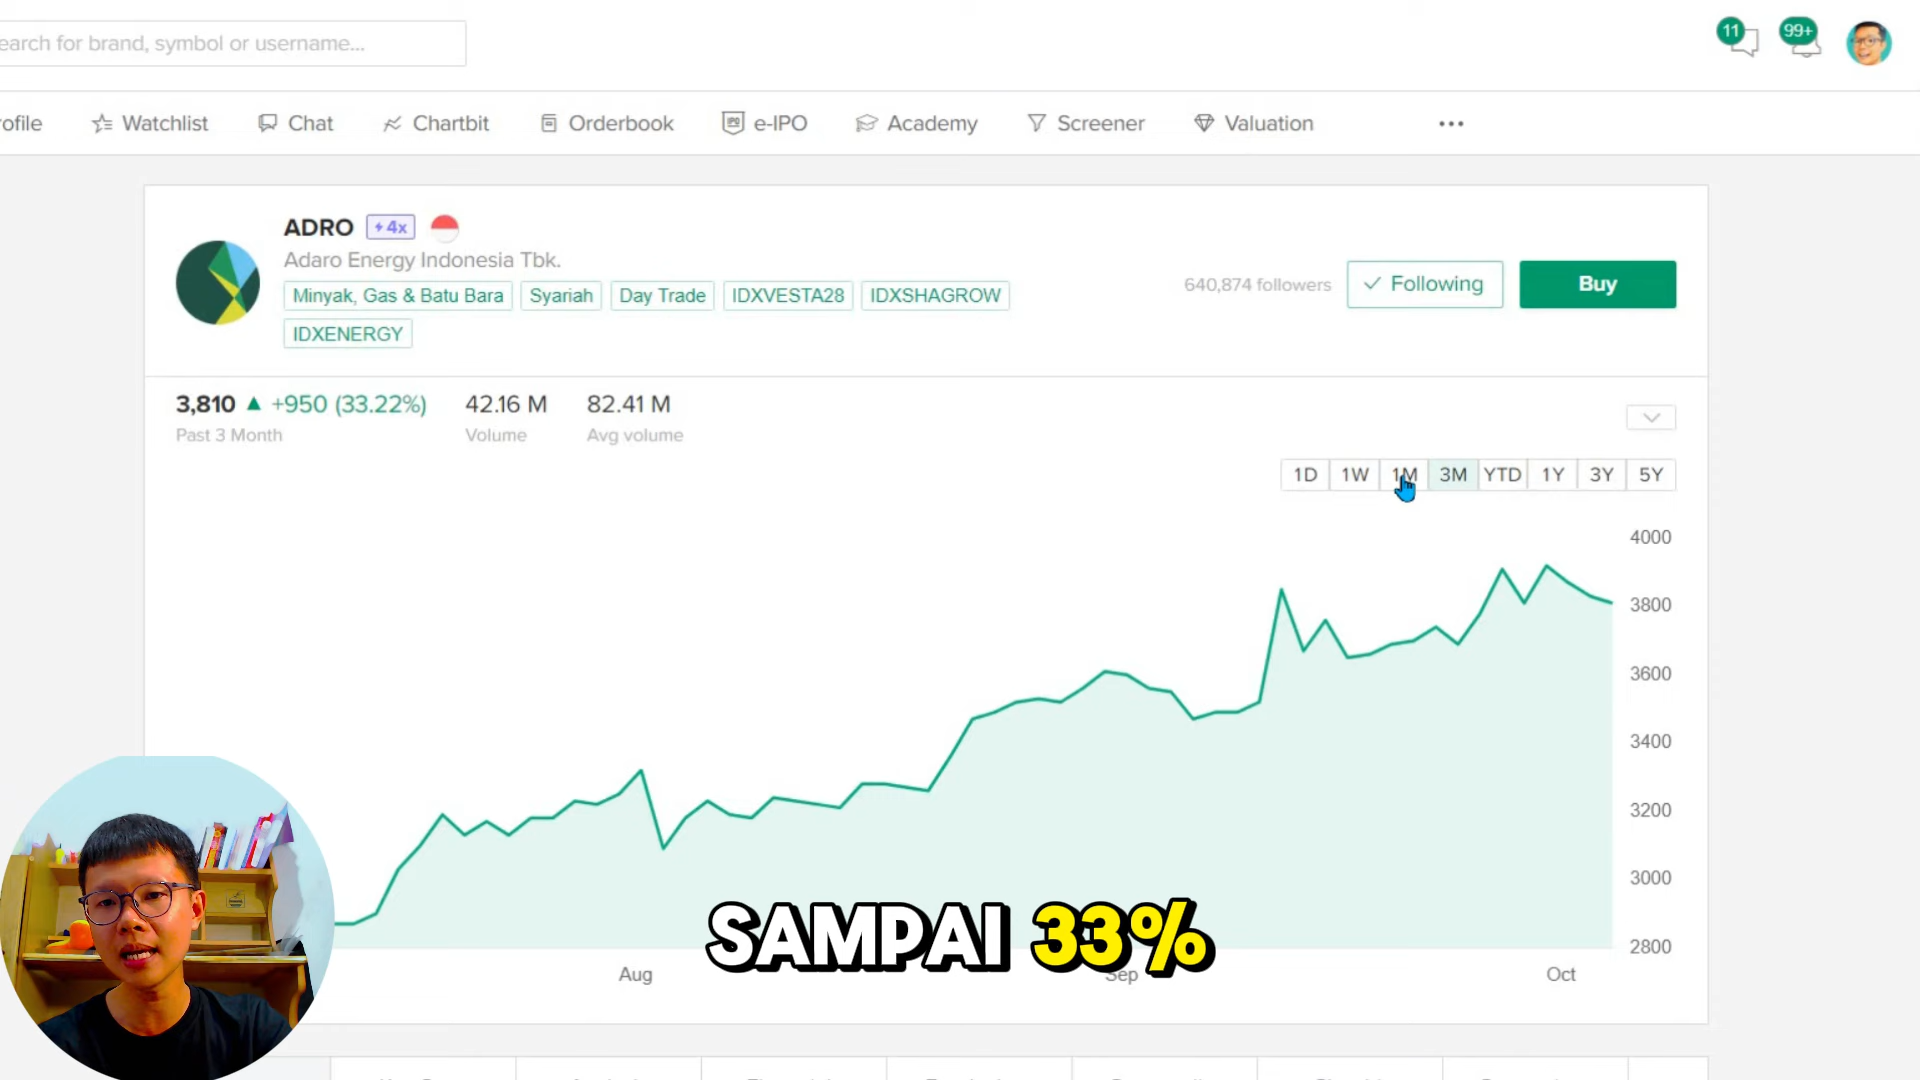 earch for brand, symbol or username...
11
99+
ofile
Watchlist
Chat
Chartbit
Orderbook
e-IPO
Academy
Screener
Valuation
ADRO
4x
Adaro Energy Indonesia Tbk.
Minyak, Gas & Batu Bara
Syariah
Day Trade
IDXVESTA28
IDXSHAGROW
IDXENERGY
640,874 followers
Following
Buy
3,810 ▲ +950 (33.22%)
Past 3 Month
42.16 M
Volume
82.41 M
Avg volume
1D
1W
1M
3M
YTD
1Y
3Y
5Y
4000
3800
3600
3400
3200
3000
2800
SAMPAI 33%
Aug
Sep
Oct